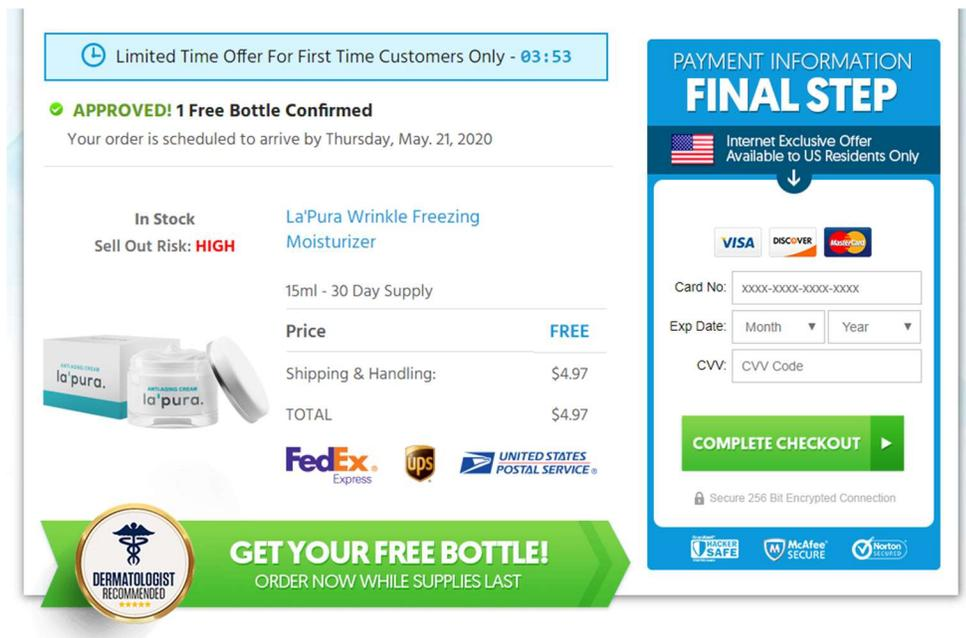 Limited Time Offer For First Time Customers Only - 03:53
APPROVED! 1 Free Bottle Confirmed
Your order is scheduled to arrive by Thursday, May. 21, 2020
In Stock
Sell Out Risk: HIGH
La'Pura Wrinkle Freezing
Moisturizer
15ml - 30 Day Supply
Price FREE
Shipping & Handling: $4.97
TOTAL $4.97
ANTI-AGING CREAM
la'pura.
ANTI-AGING CREAM
la'pura.
FedEx®
Express
ups
UNITED STATES
POSTAL SERVICE®
DERMATOLOGIST
RECOMMENDED
GET YOUR FREE BOTTLE!
ORDER NOW WHILE SUPPLIES LAST
PAYMENT INFORMATION
FINAL STEP
Internet Exclusive Offer
Available to US Residents Only
VISA DISCOVER MasterCard
Card No: xxxx-xxxx-xxxx-xxxx
Exp Date: Month Year
CVV: CVV Code
COMPLETE CHECKOUT
Secure 256 Bit Encrypted Connection
HACKER
SAFE
McAfee®
SECURE
Norton
SECURED